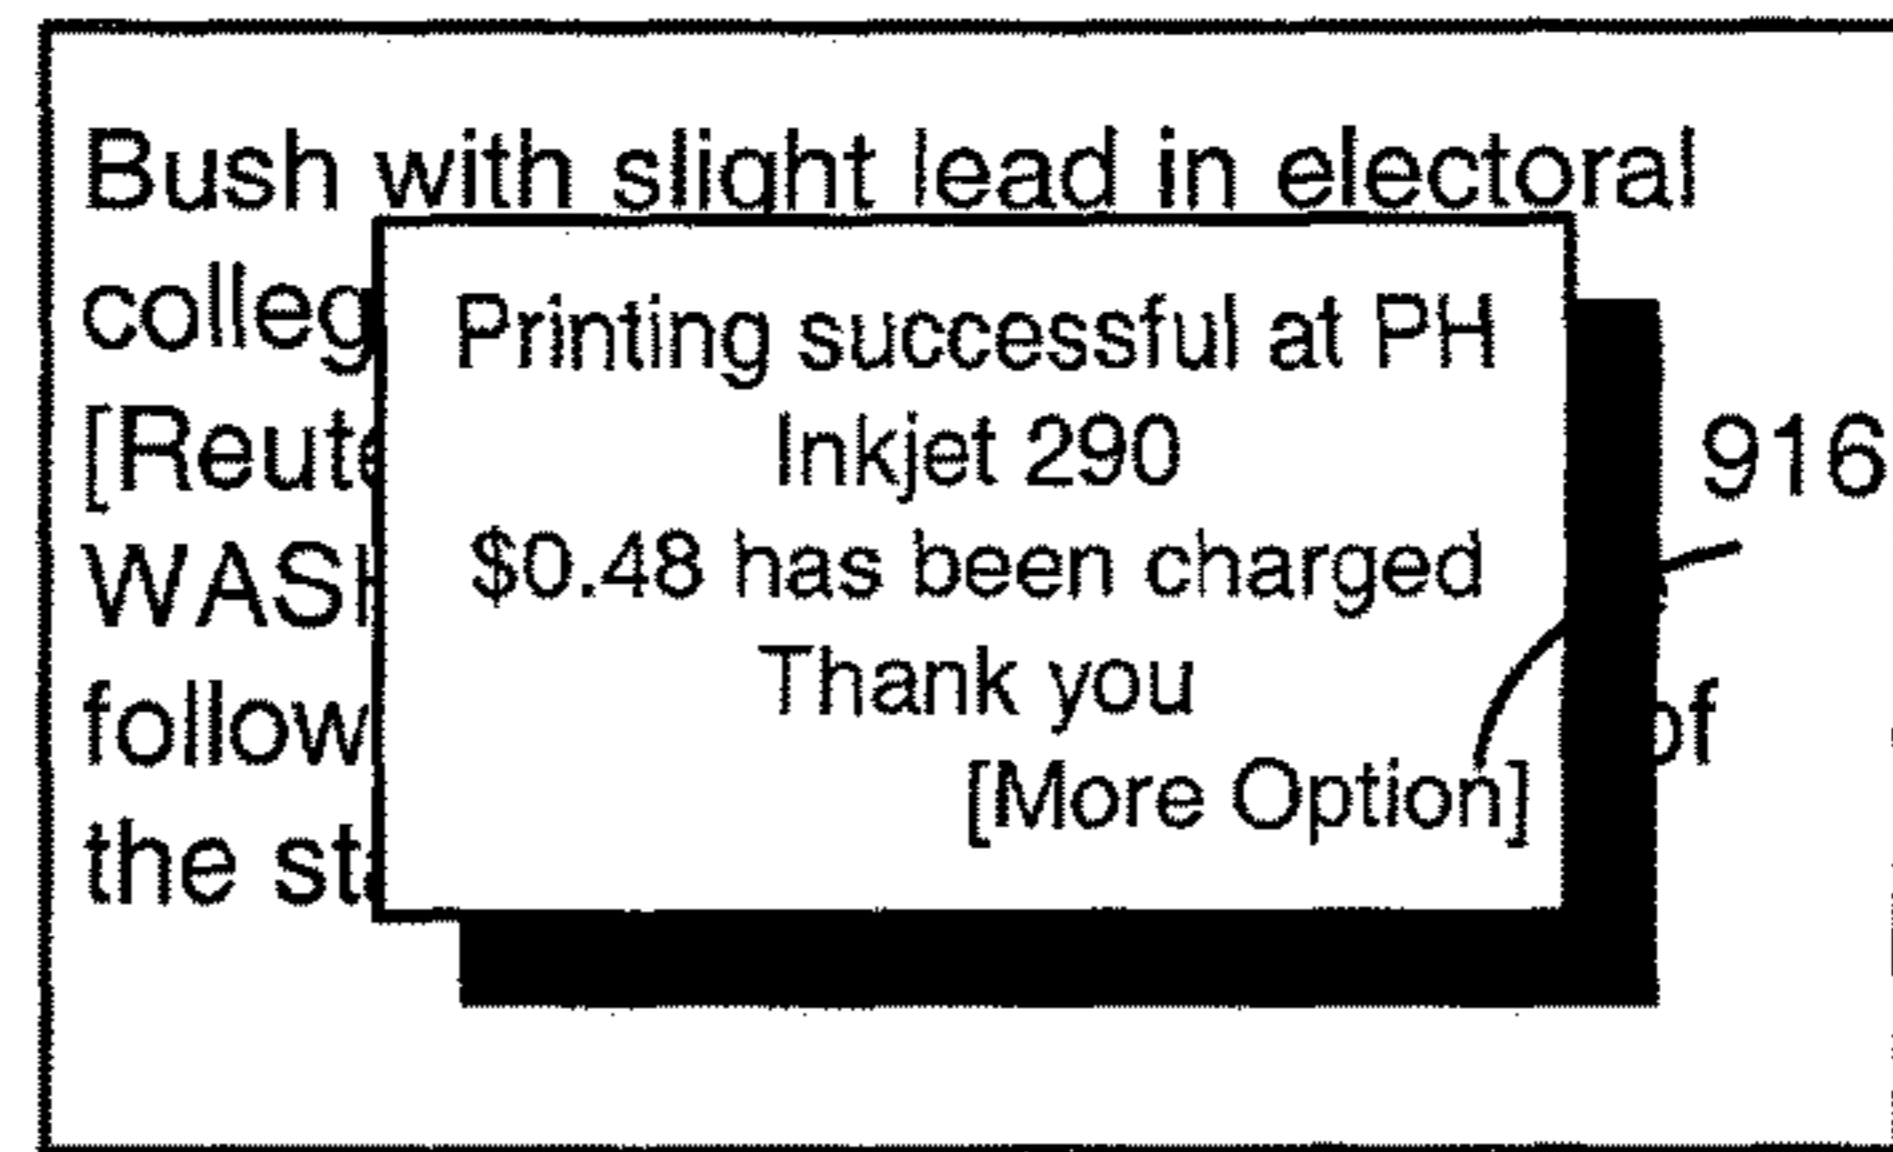 Bush with slight lead in electoral
colleg
[Reute
916
WASH
follow
of
the sta
Printing successful at PH
Inkjet 290
$0.48 has been charged
Thank you
[More Option]